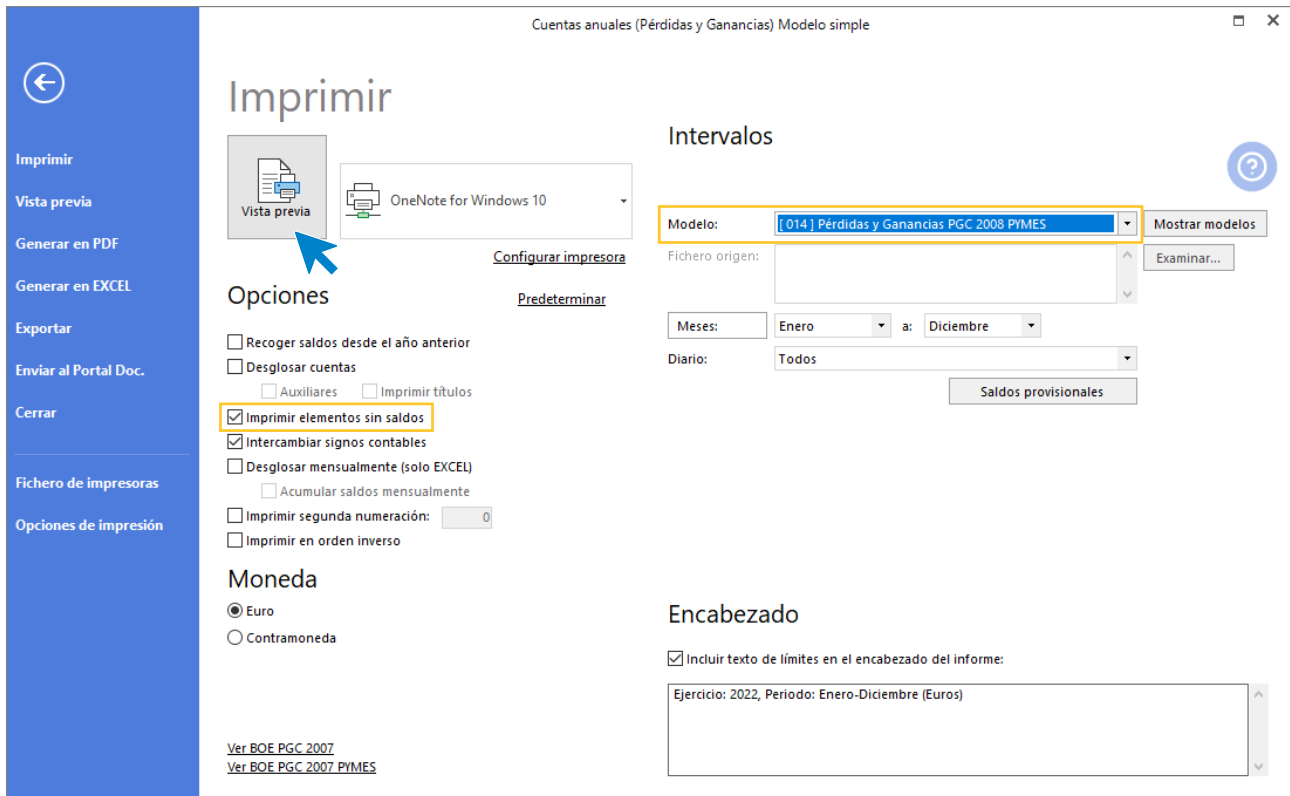 Cuentas anuales (Pérdidas y Ganancias) Modelo simple
Imprimir
Vista previa
Generar en PDF
Generar en EXCEL
Exportar
Enviar al Portal Doc.
Cerrar
Fichero de impresoras
Opciones de impresión
Imprimir
Vista previa
OneNote for Windows 10
Configurar impresora
Opciones
Predeterminar
Recoger saldos desde el año anterior
Desglosar cuentas
Auxiliares Imprimir títulos
Imprimir elementos sin saldos
Intercambiar signos contables
Desglosar mensualmente (solo EXCEL)
Acumular saldos mensualmente
Imprimir segunda numeración: 0
Imprimir en orden inverso
Moneda
Euro
Contramoneda
Ver BOE PGC 2007
Ver BOE PGC 2007 PYMES
Intervalos
?
Modelo: [ 014 ] Pérdidas y Ganancias PGC 2008 PYMES Mostrar modelos
Fichero origen: Examinar...
Meses: Enero a: Diciembre
Diario: Todos
Saldos provisionales
Encabezado
Incluir texto de límites en el encabezado del informe:
Ejercicio: 2022, Periodo: Enero-Diciembre (Euros)